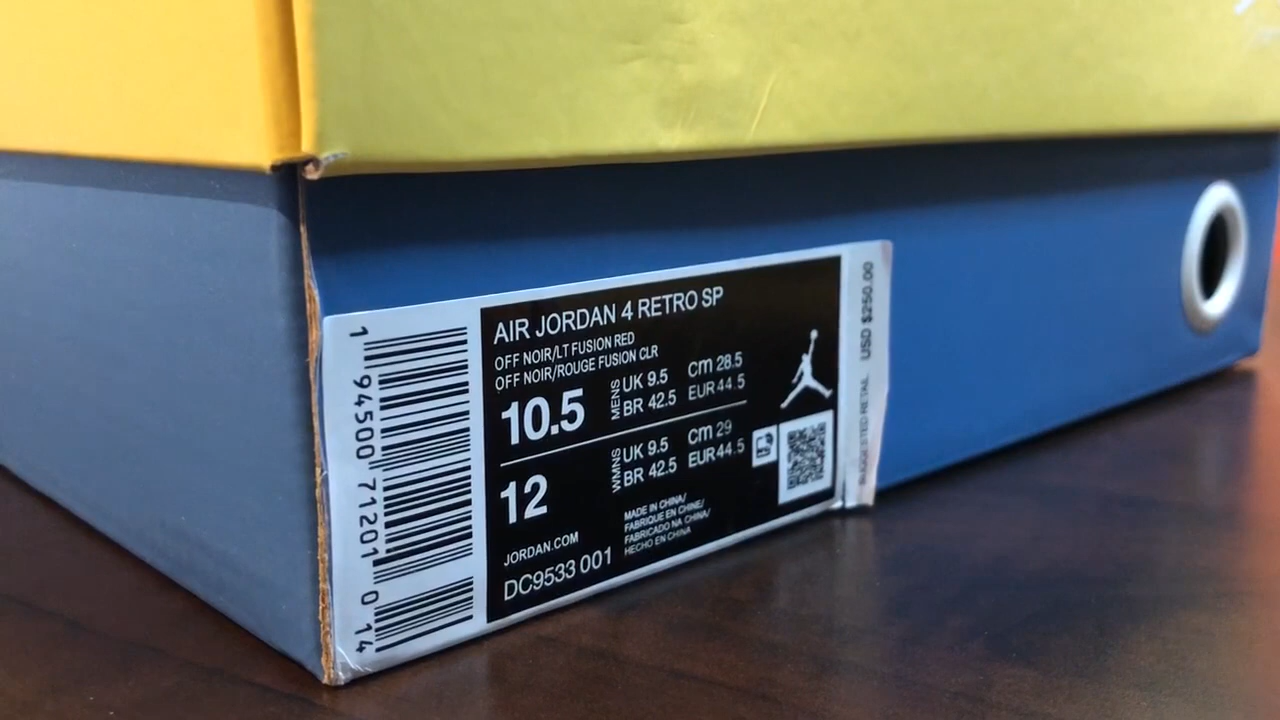 AIR JORDAN 4 RETRO SP
OFF NOIR/LT FUSION RED
OFF NOIR/ROUGE FUSION CLR
10.5 MENS UK 9.5 cm 28.5
BR 42.5 EUR 44.5
12 WMNS UK 9.5 cm 29
BR 42.5 EUR 44.5
JORDAN.COM
DC9533 001
MADE IN CHINA/
FABRIQUE EN CHINE/
FABRICADO NA CHINA/
HECHO EN CHINA
1 94500 71201 0 14
SUGGESTED RETAIL USD $250.00